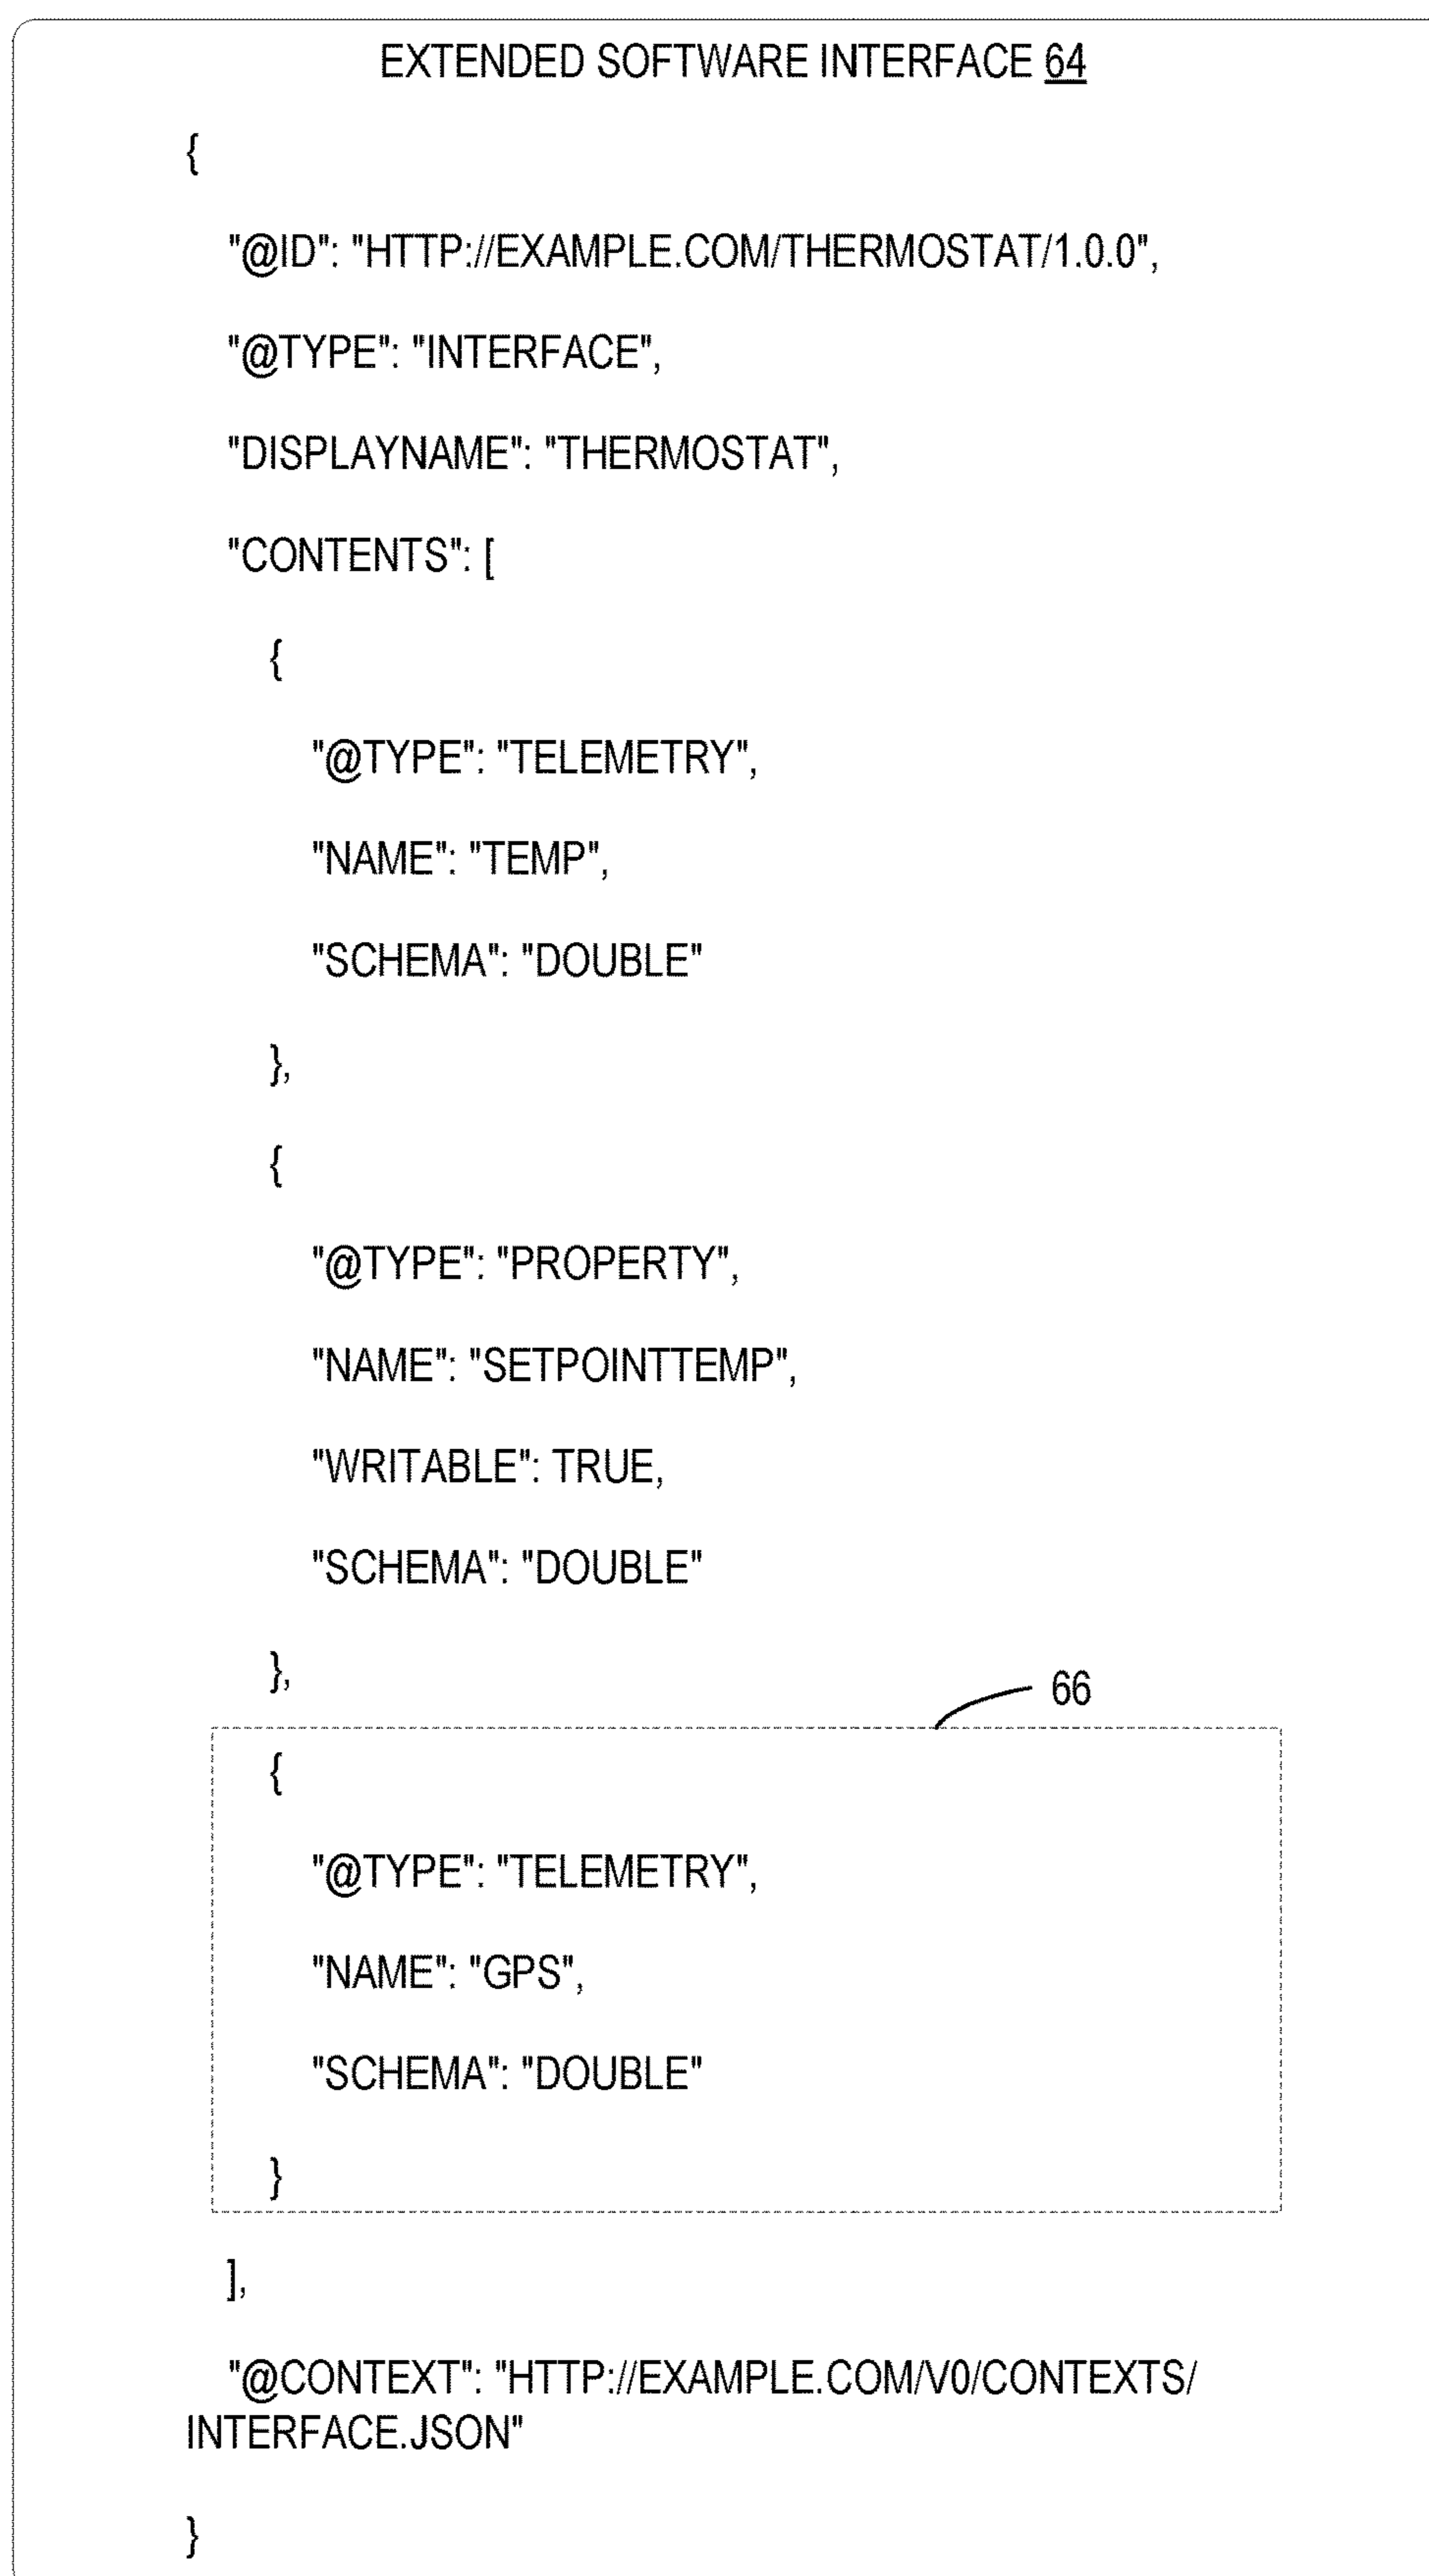 EXTENDED SOFTWARE INTERFACE 64
{
"@ID": "HTTP://EXAMPLE.COM/THERMOSTAT/1.0.0",
"@TYPE": "INTERFACE",
"DISPLAYNAME": "THERMOSTAT",
"CONTENTS": [
{
"@TYPE": "TELEMETRY",
"NAME": "TEMP",
"SCHEMA": "DOUBLE"
},
{
"@TYPE": "PROPERTY",
"NAME": "SETPOINTTEMP",
"WRITABLE": TRUE,
"SCHEMA": "DOUBLE"
},
66
{
"@TYPE": "TELEMETRY",
"NAME": "GPS",
"SCHEMA": "DOUBLE"
}
],
"@CONTEXT": "HTTP://EXAMPLE.COM/V0/CONTEXTS/
INTERFACE.JSON"
}